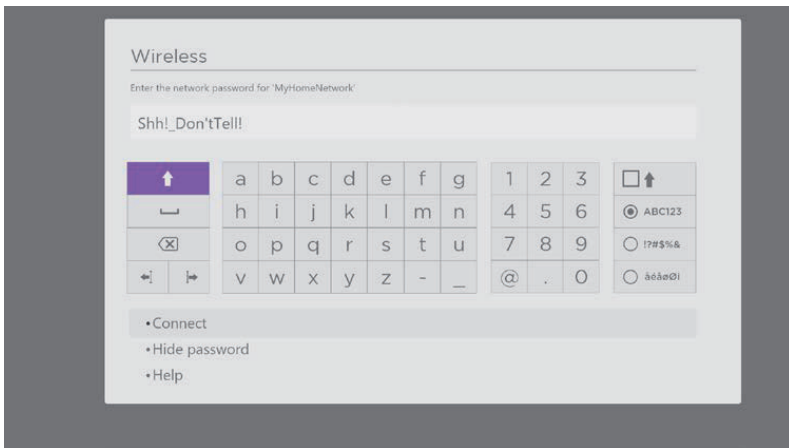 Wireless
Enter the network password for 'MyHomeNetwork'
Shh!_Don'tTell!
a b c d e f g 1 2 3
h i j k l m n 4 5 6 ABC123
o p q r s t u 7 8 9 !?#$%&
v w x y z - _ @ . 0 àéåøØì
•Connect
•Hide password
•Help